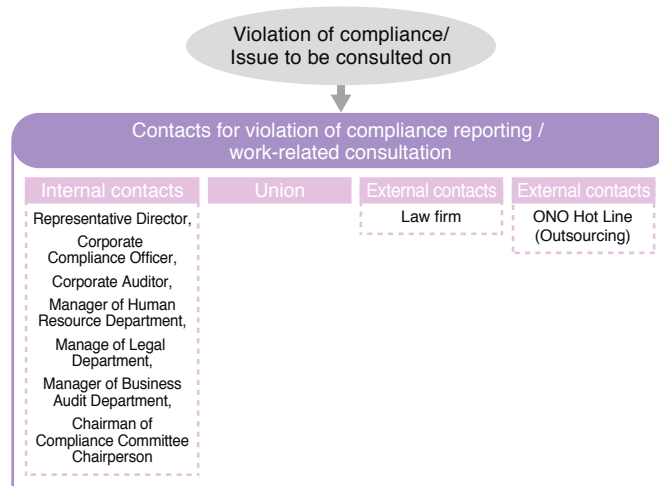 Violation of compliance/
Issue to be consulted on
Contacts for violation of compliance reporting /
work-related consultation
Internal contacts
Representative Director,
Corporate
Compliance Officer,
Corporate Auditor,
Manager of Human
Resource Department,
Manage of Legal
Department,
Manager of Business
Audit Department,
Chairman of
Compliance Committee
Chairperson
Union
External contacts
Law firm
External contacts
ONO Hot Line
(Outsourcing)